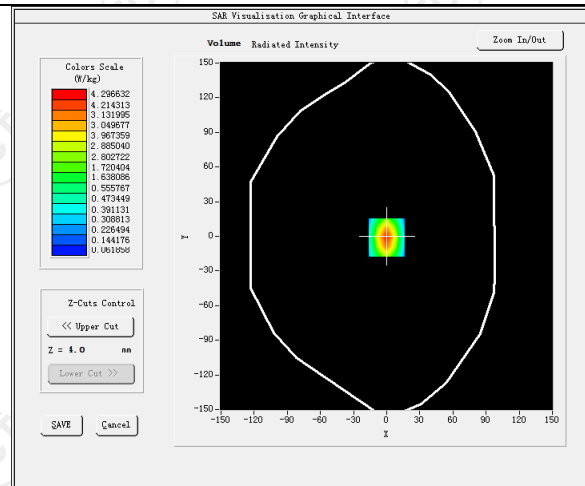 SAR Visualisation Graphical Interface
Volume Radiated Intensity
Zoom In/Out
Colors Scale
(W/kg)
4.296632
4.214313
3.131995
3.049677
3.967359
2.885040
2.802722
1.720404
1.638086
0.555767
0.473449
0.391131
0.308813
0.226494
0.144176
0.061858
Z-Cuts Control
<< Upper Cut
Z = 4.0 mm
Lower Cut >>
SAVE Cancel
150
120
90
60
30
0
-30
-60
-90
-120
-150
Y
-150 -120 -90 -60 -30 0 30 60 90 120 150
X